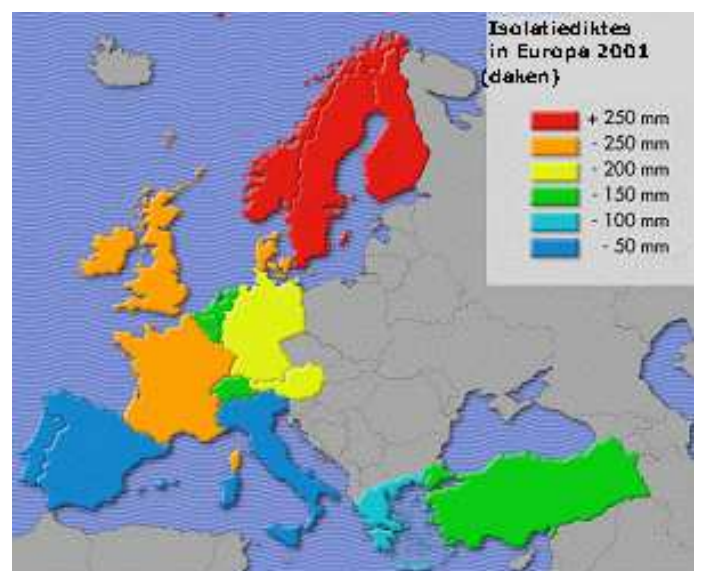 Isolatiediktes
in Europa 2001
(daken)
+ 250 mm
- 250 mm
- 200 mm
- 150 mm
- 100 mm
- 50 mm